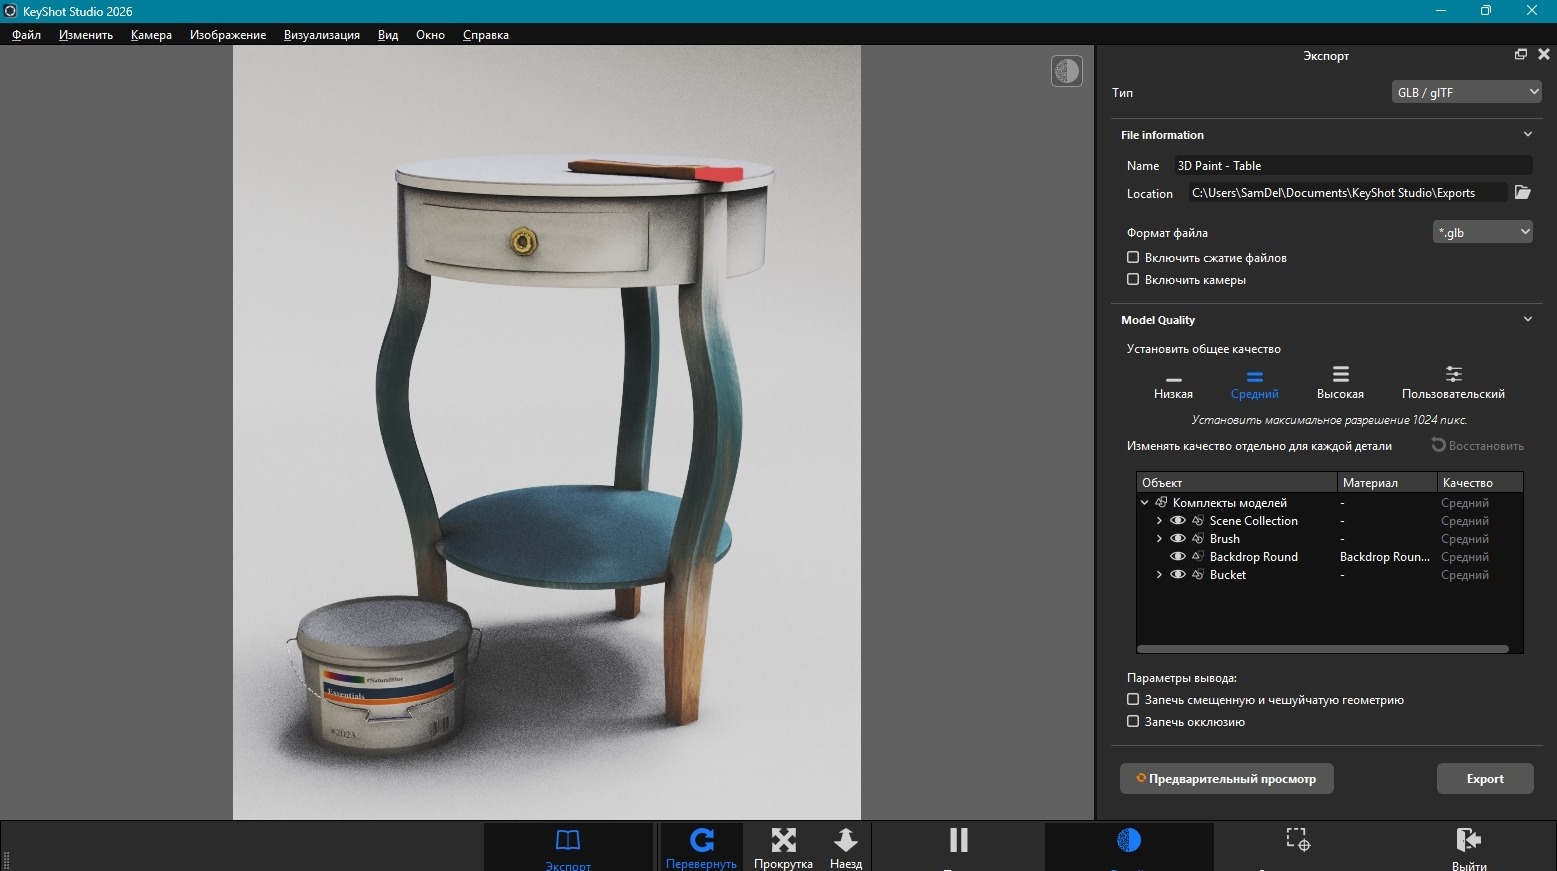 KeyShot Studio 2026
Файл Изменить Камера Изображение Визуализация Вид Окно Справка
Экспорт
Тип GLB / glTF
File information
Name 3D Paint - Table
Location C:\Users\SamDel\Documents\KeyShot Studio\Exports
Формат файла *.glb
Включить сжатие файлов
Включить камеры
Model Quality
Установить общее качество
Низкая Средний Высокая Пользовательский
Установить максимальное разрешение 1024 пикс.
Изменять качество отдельно для каждой детали Восстановить
Объект Материал Качество
Комплекты моделей - Средний
Scene Collection - Средний
Brush - Средний
Backdrop Round Backdrop Roun... Средний
Bucket - Средний
Параметры вывода:
Запечь смещенную и чешуйчатую геометрию
Запечь окклюзию
Предварительный просмотр Export
#NaturalBlue
Essentials
#2023
Экспорт Перевернуть Прокрутка Наезд Выйти